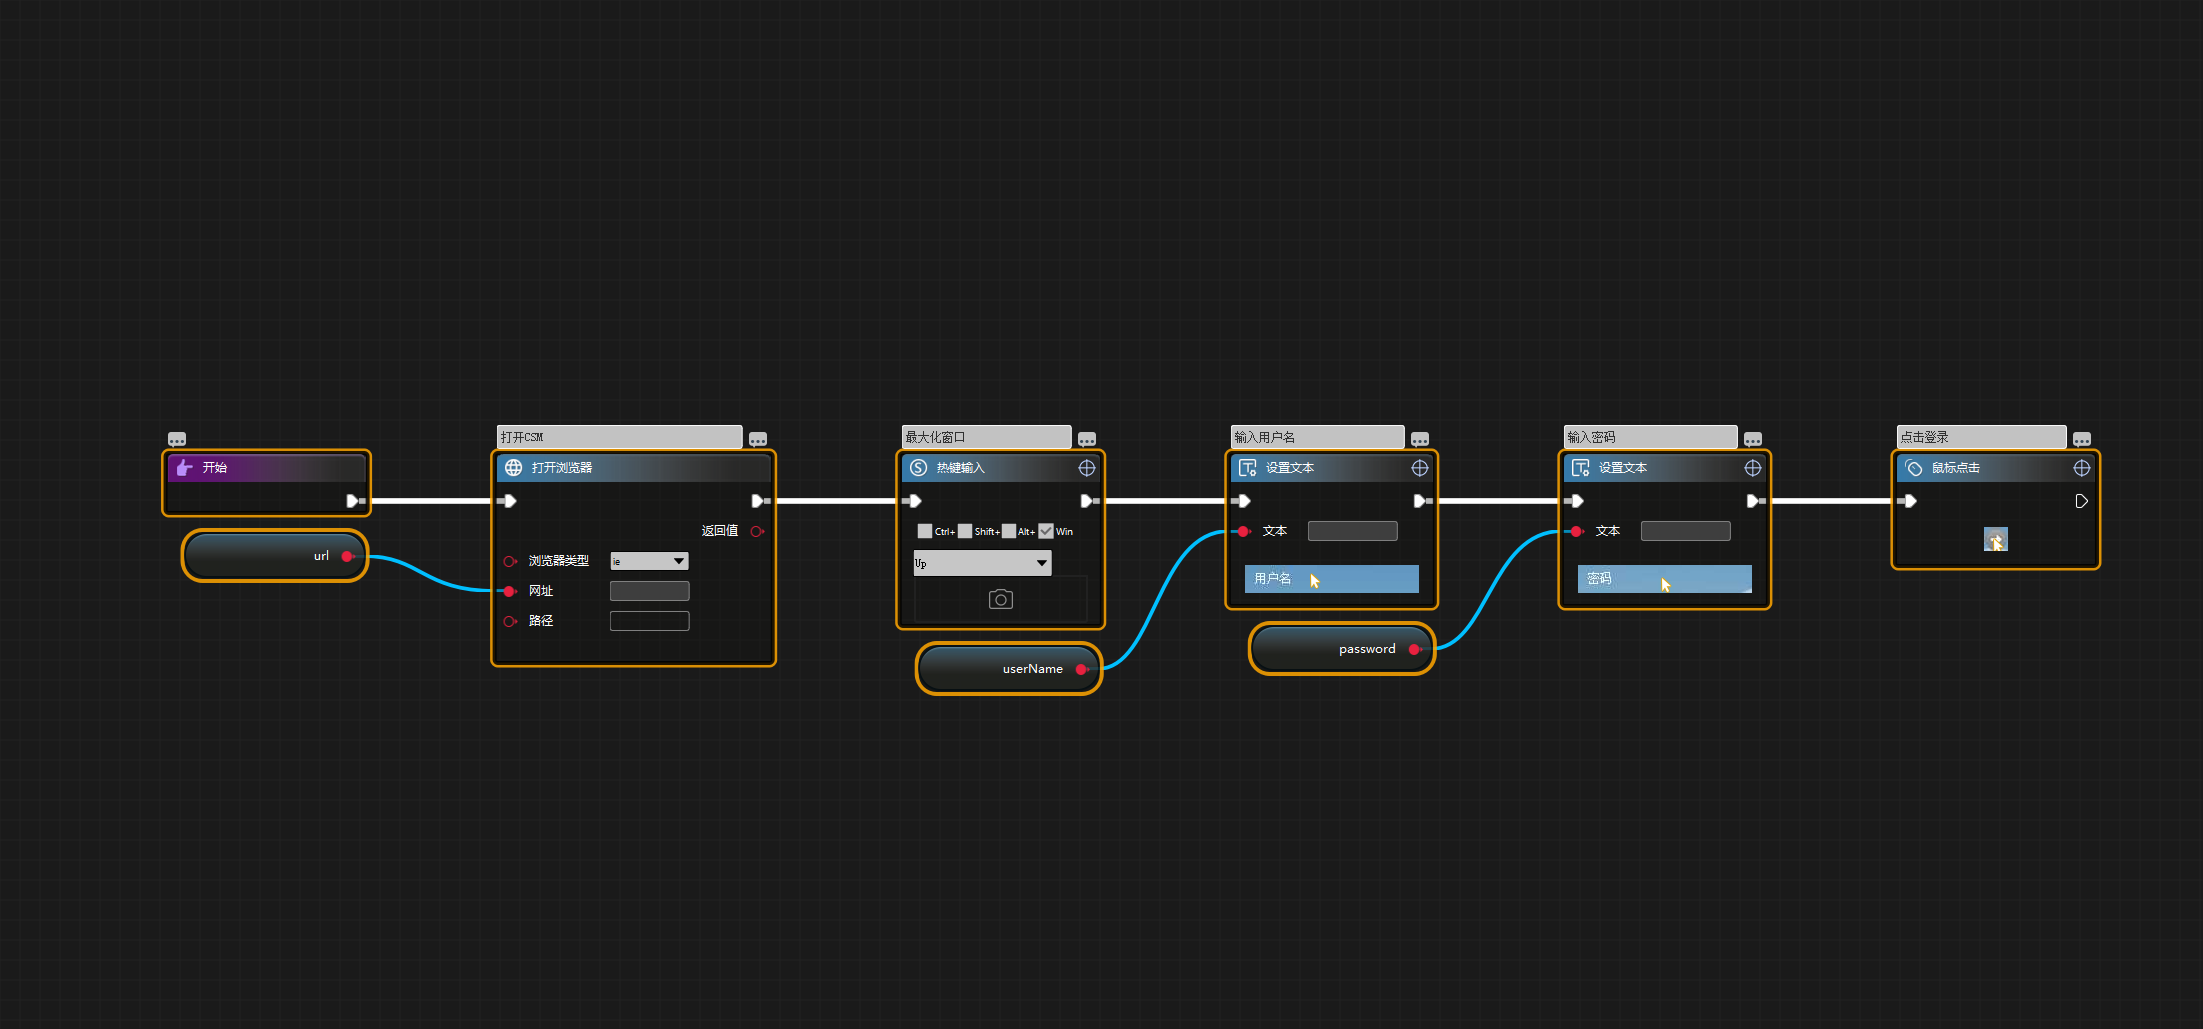 开始
url
打开CSM
打开浏览器
返回值
浏览器类型 ie
网址
路径
最大化窗口
热键输入
Ctrl+ Shift+ Alt+ Win
Up
userName
输入用户名
设置文本
文本
用户名
password
输入密码
设置文本
文本
密码
点击登录
鼠标点击